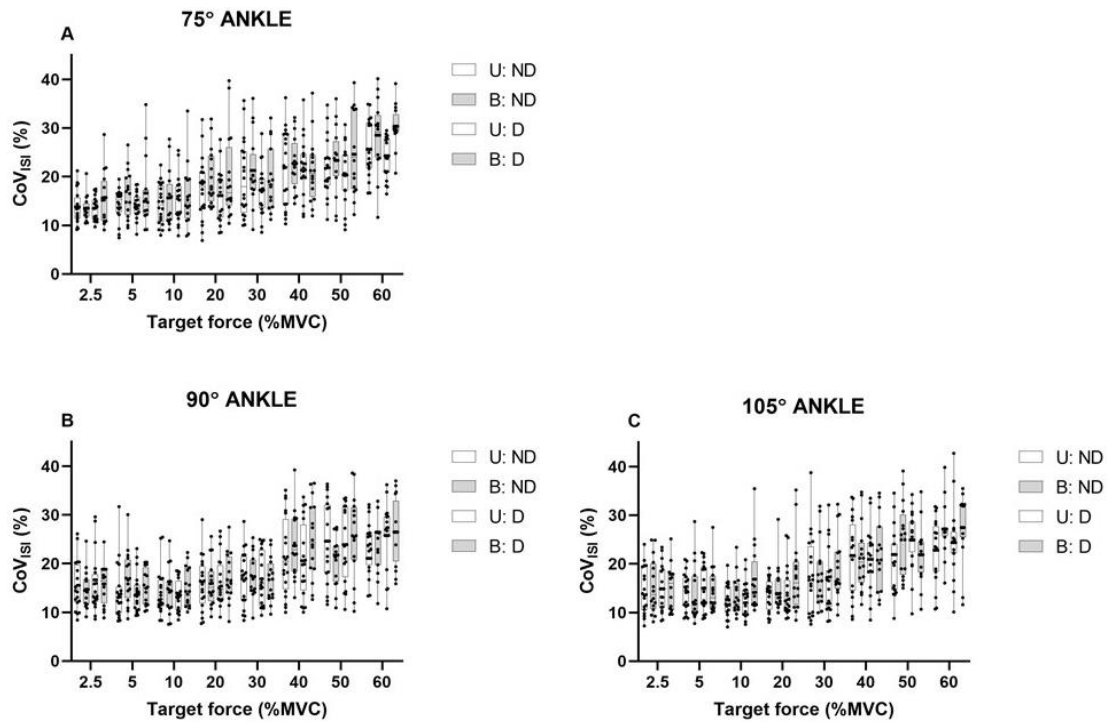 75° ANKLE
A
CoV_ISI (%)
40
30
20
10
0
2.5 5 10 20 30 40 50 60
Target force (%MVC)
U: ND
B: ND
U: D
B: D
90° ANKLE
B
CoV_ISI (%)
40
30
20
10
0
2.5 5 10 20 30 40 50 60
Target force (%MVC)
U: ND
B: ND
U: D
B: D
105° ANKLE
C
CoV_ISI (%)
40
30
20
10
0
2.5 5 10 20 30 40 50 60
Target force (%MVC)
U: ND
B: ND
U: D
B: D